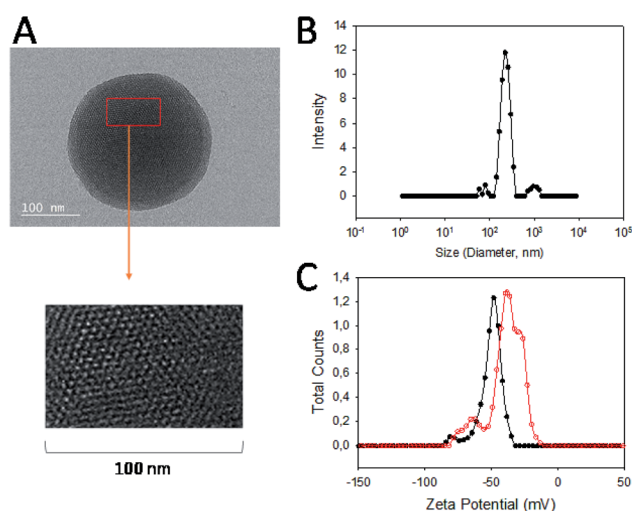 A
100 nm
100 nm
B
14
12
10
8
6
4
2
0
Intensity
10-1 100 101 102 103 104 105
Size (Diameter, nm)
C
1,4
1,2
1,0
0,8
0,6
0,4
0,2
0,0
Total Counts
-150 -100 -50 0 50
Zeta Potential (mV)